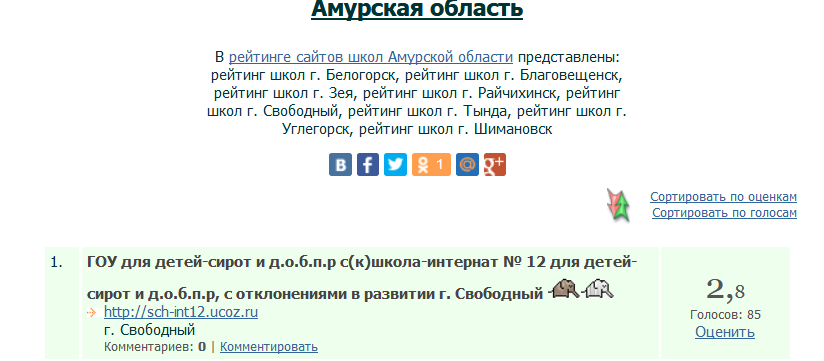 Амурская область
В рейтинге сайтов школ Амурской области представлены:
рейтинг школ г. Белогорск, рейтинг школ г. Благовещенск,
рейтинг школ г. Зея, рейтинг школ г. Райчихинск, рейтинг
школ г. Свободный, рейтинг школ г. Тында, рейтинг школ г.
Углегорск, рейтинг школ г. Шимановск
В f 1 @ g+
Сортировать по оценкам
Сортировать по голосам
1. ГОУ для детей-сирот и д.о.б.п.р с(к)школа-интернат № 12 для детей-
сирот и д.о.б.п.р, с отклонениями в развитии г. Свободный
http://sch-int12.ucoz.ru
г. Свободный
Комментариев: 0 | Комментировать
2,8
Голосов: 85
Оценить